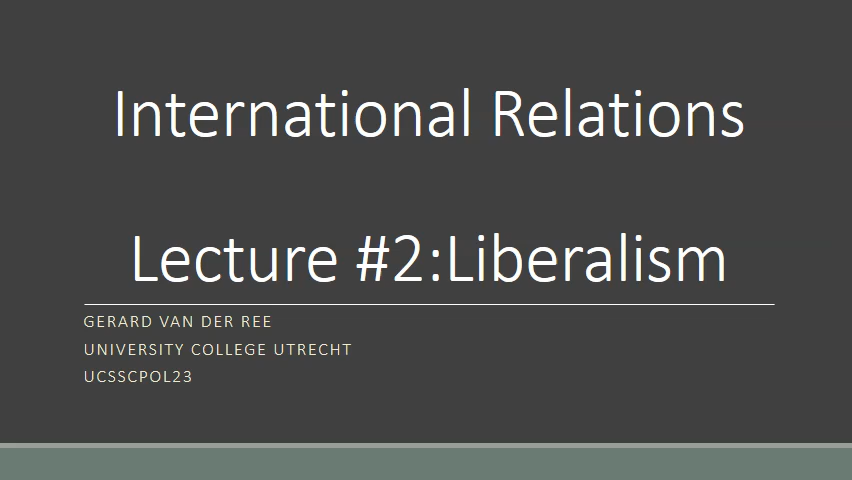 International Relations
Lecture #2:Liberalism
GERARD VAN DER REE
UNIVERSITY COLLEGE UTRECHT
UCSSCPOL23